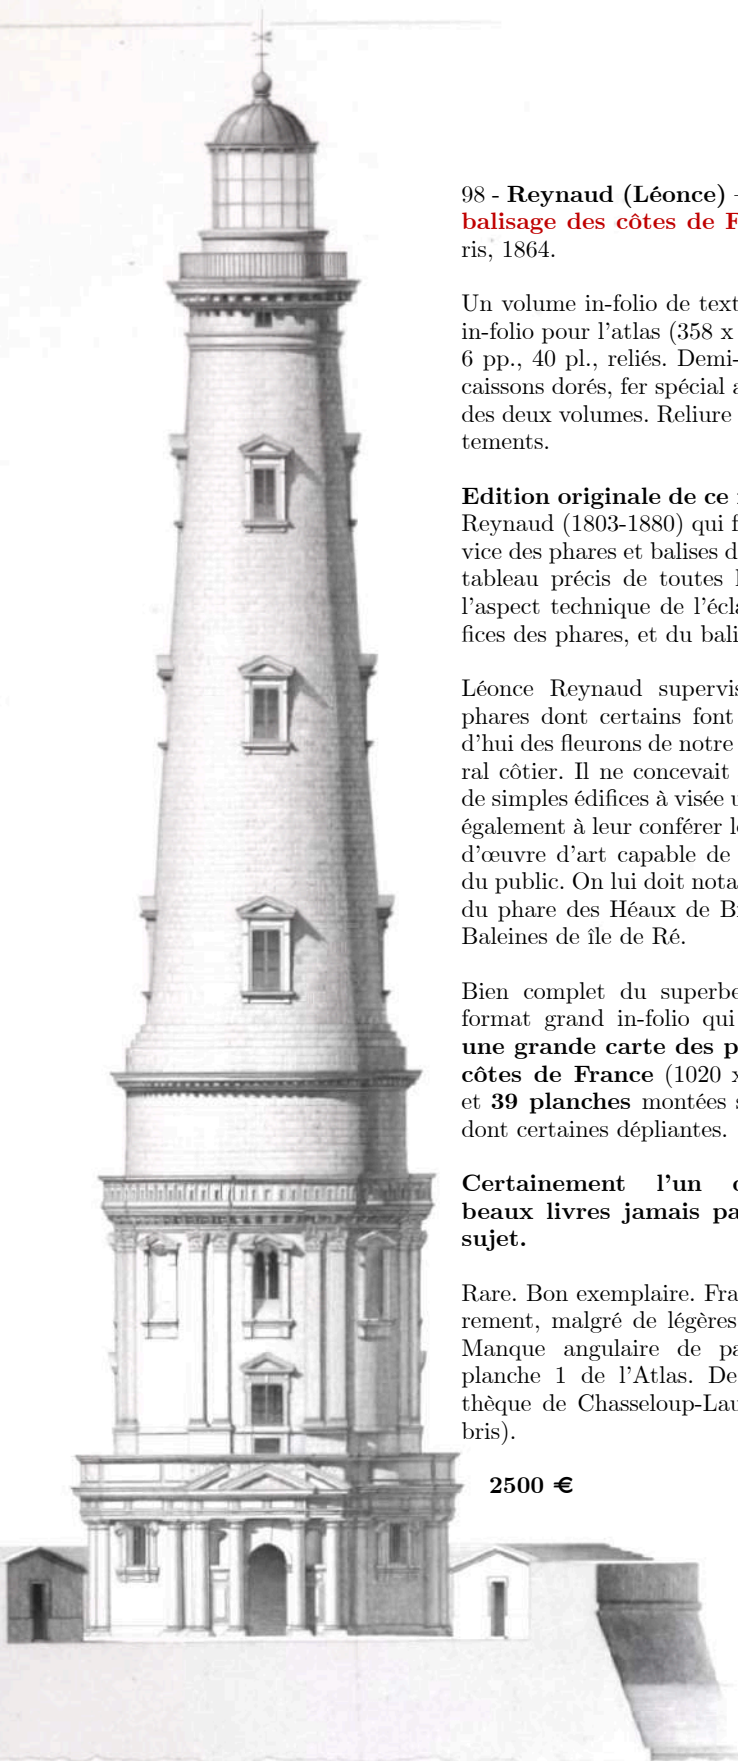 98 - Reynaud (Léonce) -
balisage des côtes de F
ris, 1864.
Un volume in-folio de text
in-folio pour l'atlas (358 x
6 pp., 40 pl., reliés. Demi-
caissons dorés, fer spécial a
des deux volumes. Reliure
tements.
Edition originale de ce
Reynaud (1803-1880) qui f
vice des phares et balises d
tableau précis de toutes l
l'aspect technique de l'écla
fices des phares, et du bali
Léonce Reynaud supervis
phares dont certains font
d'hui des fleurons de notre
ral côtier. Il ne concevait
de simples édifices à visée u
également à leur conférer l
d'œuvre d'art capable de
du public. On lui doit nota
du phare des Héaux de B
Baleines de île de Ré.
Bien complet du superbe
format grand in-folio qui
une grande carte des p
côtes de France (1020 x
et 39 planches montées s
dont certaines dépliantes.
Certainement l'un
beaux livres jamais pa
sujet.
Rare. Bon exemplaire. Fra
rement, malgré de légères
Manque angulaire de pa
planche 1 de l'Atlas. De
thèque de Chasseloup-Lau
bris).
2500 €